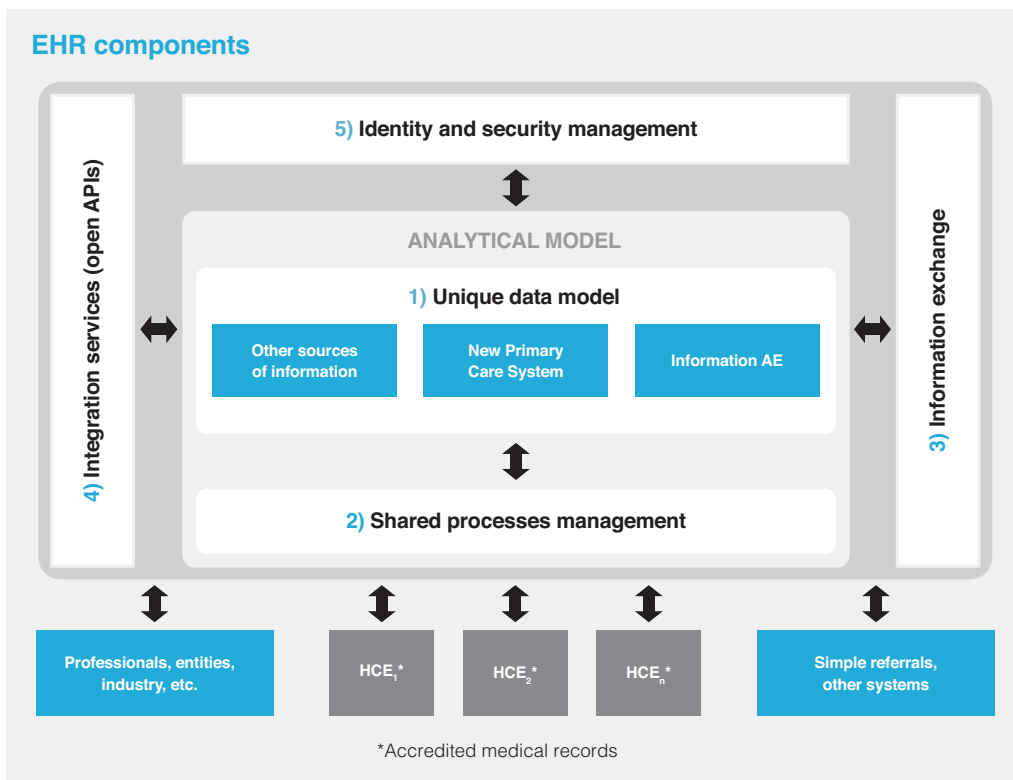 EHR components
5) Identity and security management
4) Integration services (open APIs)
ANALYTICAL MODEL
1) Unique data model
Other sources
of information
New Primary
Care System
Information AE
3) Information exchange
2) Shared processes management
Professionals, entities,
industry, etc.
HCE1*
HCE2*
HCEn*
Simple referrals,
other systems
*Accredited medical records